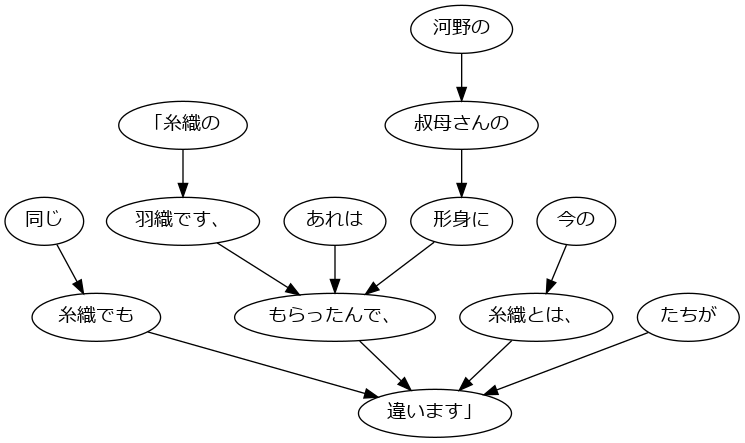 河野の
「糸織の
叔母さんの
同じ
羽織です、
あれは
形身に
今の
糸織でも
もらったんで、
糸織とは、
たちが
違います」